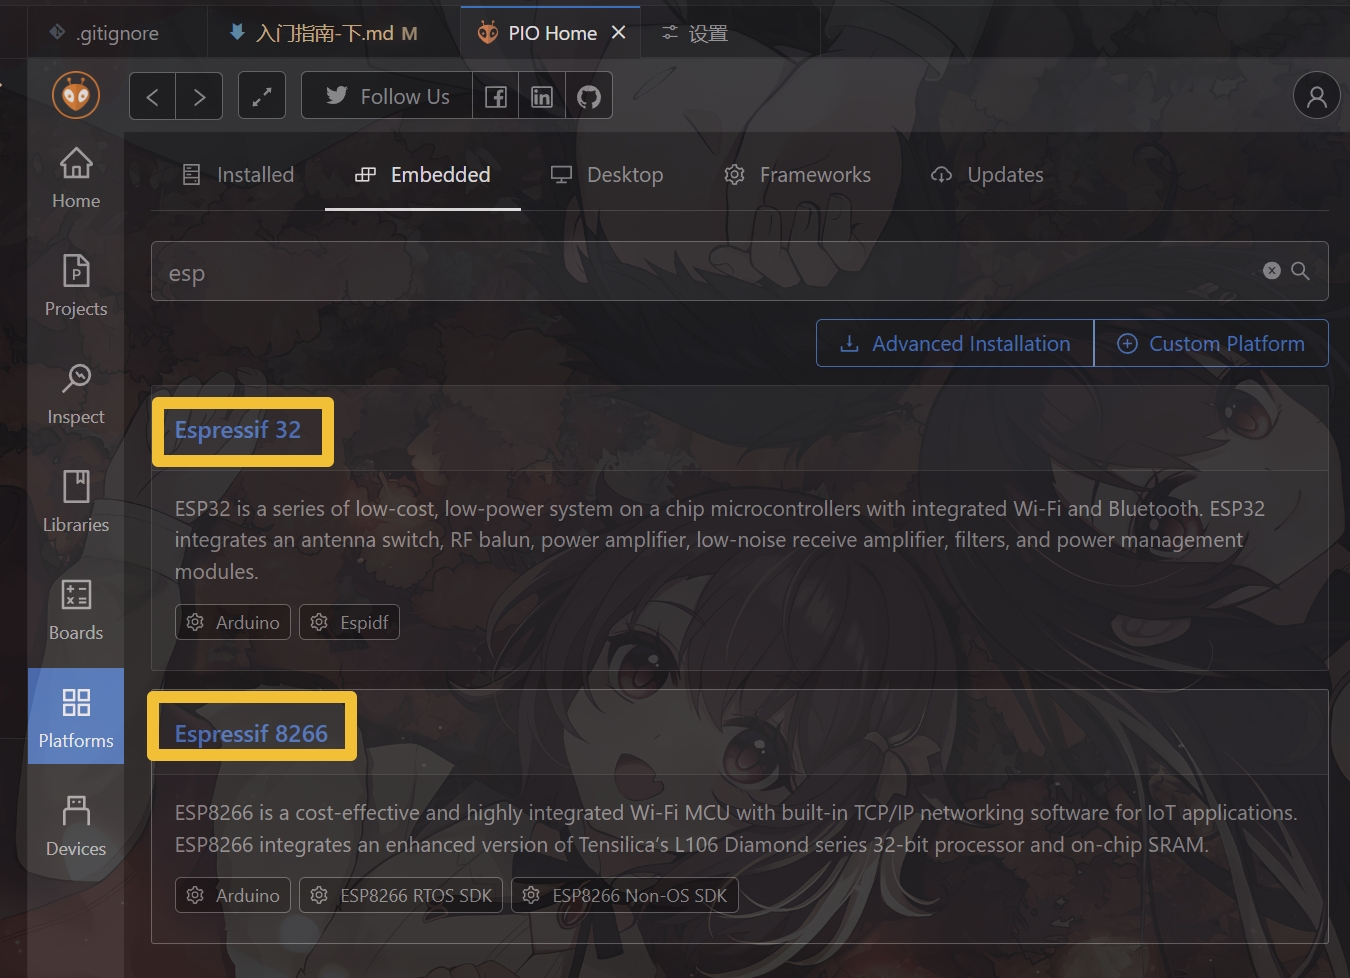 .gitignore
入门指南-下.md M
PIO Home
设置
Follow Us
Home
Projects
Inspect
Libraries
Boards
Platforms
Devices
Installed
Embedded
Desktop
Frameworks
Updates
esp
Advanced Installation
Custom Platform
Espressif 32
ESP32 is a series of low-cost, low-power system on a chip microcontrollers with integrated Wi-Fi and Bluetooth. ESP32
integrates an antenna switch, RF balun, power amplifier, low-noise receive amplifier, filters, and power management
modules.
Arduino
Espidf
Espressif 8266
ESP8266 is a cost-effective and highly integrated Wi-Fi MCU with built-in TCP/IP networking software for IoT applications.
ESP8266 integrates an enhanced version of Tensilica’s L106 Diamond series 32-bit processor and on-chip SRAM.
Arduino
ESP8266 RTOS SDK
ESP8266 Non-OS SDK